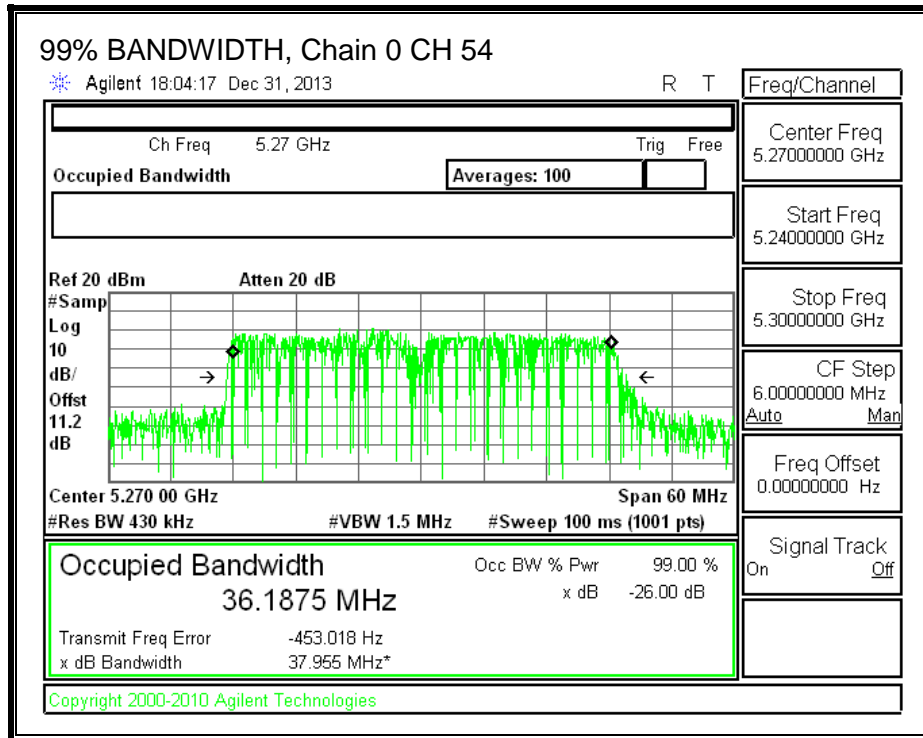 99% BANDWIDTH, Chain 0 CH 54
Agilent 18:04:17 Dec 31, 2013 R T
Freq/Channel
Ch Freq 5.27 GHz Trig Free
Occupied Bandwidth Averages: 100
Center Freq
5.27000000 GHz
Start Freq
5.24000000 GHz
Stop Freq
5.30000000 GHz
CF Step
6.00000000 MHz
Auto Man
Freq Offset
0.00000000 Hz
Signal Track
On Off
Ref 20 dBm Atten 20 dB
#Samp
Log
10
dB/
Offst
11.2
dB
Center 5.270 00 GHz Span 60 MHz
#Res BW 430 kHz #VBW 1.5 MHz #Sweep 100 ms (1001 pts)
Occupied Bandwidth Occ BW % Pwr 99.00 %
36.1875 MHz x dB -26.00 dB
Transmit Freq Error -453.018 Hz
x dB Bandwidth 37.955 MHz*
Copyright 2000-2010 Agilent Technologies